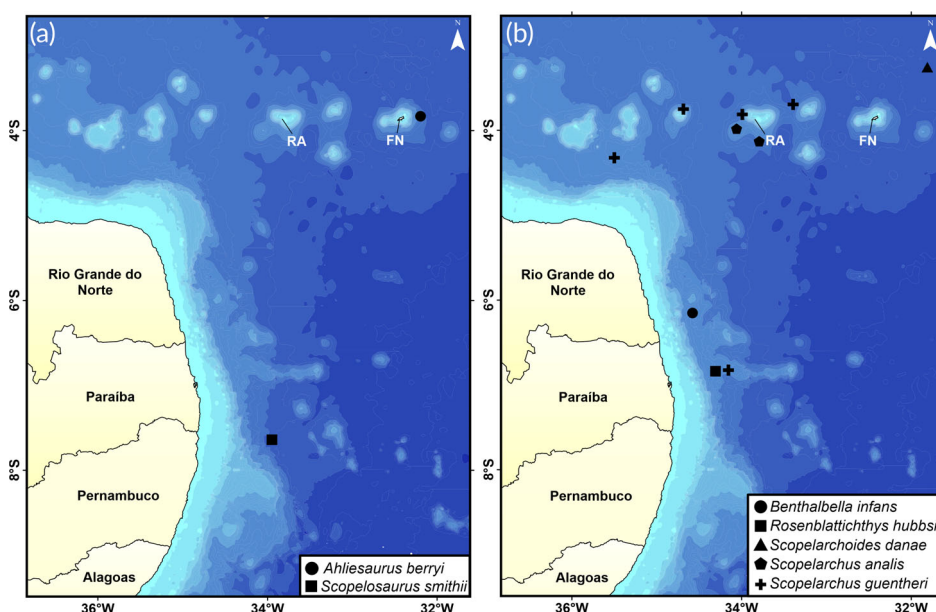 (a)
N
4°S
RA
FN
Rio Grande do
Norte
6°S
Paraíba
Pernambuco
8°S
Alagoas
Ahliesaurus berryi
Scopelosaurus smithii
36°W
34°W
32°W
(b)
N
4°S
RA
FN
Rio Grande do
Norte
6°S
Paraíba
Pernambuco
8°S
Alagoas
Benthalbella infans
Rosenblattichthys hubbsi
Scopelarchoides danae
Scopelarchus analis
Scopelarchus guentheri
36°W
34°W
32°W